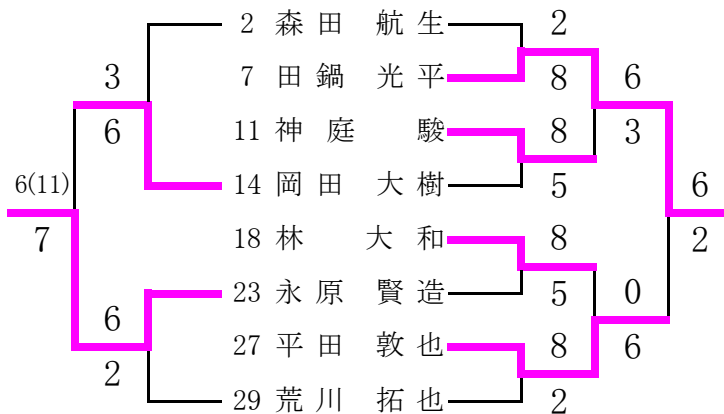 2 森田 航生 2
3 7 田鍋 光平 8 6
6 11 神庭 駿 8 3
6(11) 14 岡田 大樹 5 6
7 18 林 大和 8 2
6 23 永原 賢造 5 0
2 27 平田 敦也 8 6
29 荒川 拓也 2